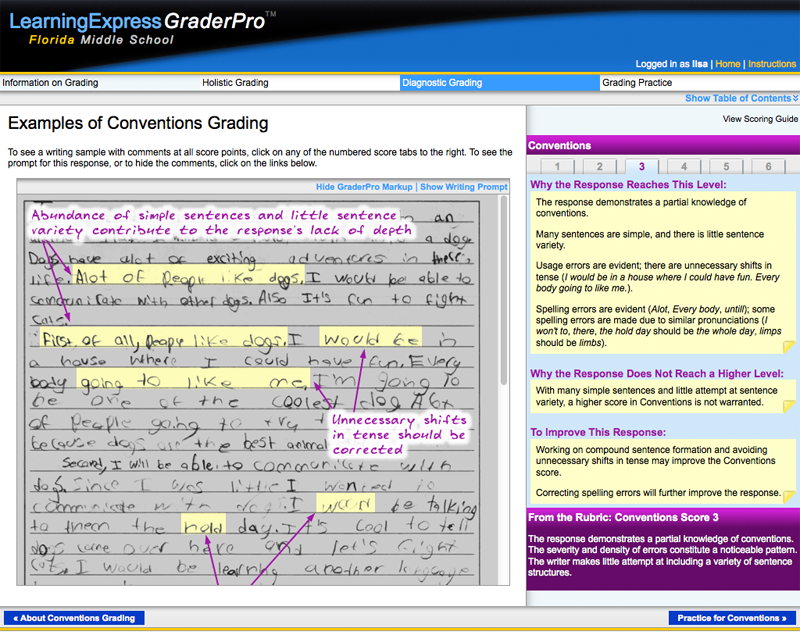 LearningExpress GraderPro™
Florida Middle School
Logged in as Ilsa | Home | Instructions
Information on Grading
Holistic Grading
Diagnostic Grading
Grading Practice
Show Table of Contents
Examples of Conventions Grading
View Scoring Guide
To see a writing sample with comments at all score points, click on any of the numbered score tabs to the right. To see the
prompt for this response, or to hide the comments, click on the links below.
Hide GraderPro Markup | Show Writing Prompt
Abundance of simple sentences and little sentence
variety contribute to the response's lack of depth
an
a dog
Dogs have alot of exciting adventures in there's
life. Alot of people like dogs. I would be able to
communicate with other dogs. Also It's fun to fight
Cats.
First of all, people like dogs. I would be in
a house where I could have fun. Every
body going to like me. I'm going to
be one of the coolest dog A lot
of people going to try t
because dogs are the best animal
Unnecessary shifts
in tense should be
corrected
Second, I will be able to communicate with
dogs. Since I was little I wanted to
communicate with dogs. I won't be talking
to them the hold day. It's cool to tell
dogs come over here and let's fight
Cats. I would be learning another language
Conventions
1 2 3 4 5 6
Why the Response Reaches This Level:
The response demonstrates a partial knowledge of
conventions.
Many sentences are simple, and there is little sentence
variety.
Usage errors are evident; there are unnecessary shifts in
tense (I would be in a house where I could have fun. Every
body going to like me.).
Spelling errors are evident (Alot, Every body, untill); some
spelling errors are made due to similar pronunciations (I
won't to, there, the hold day should be the whole day, limps
should be limbs).
Why the Response Does Not Reach a Higher Level:
With many simple sentences and little attempt at sentence
variety, a higher score in Conventions is not warranted.
To Improve This Response:
Working on compound sentence formation and avoiding
unnecessary shifts in tense may improve the Conventions
score.
Correcting spelling errors will further improve the response.
From the Rubric: Conventions Score 3
The response demonstrates a partial knowledge of conventions.
The severity and density of errors constitute a noticeable pattern.
The writer makes little attempt at including a variety of sentence
structures.
« About Conventions Grading
Practice for Conventions »